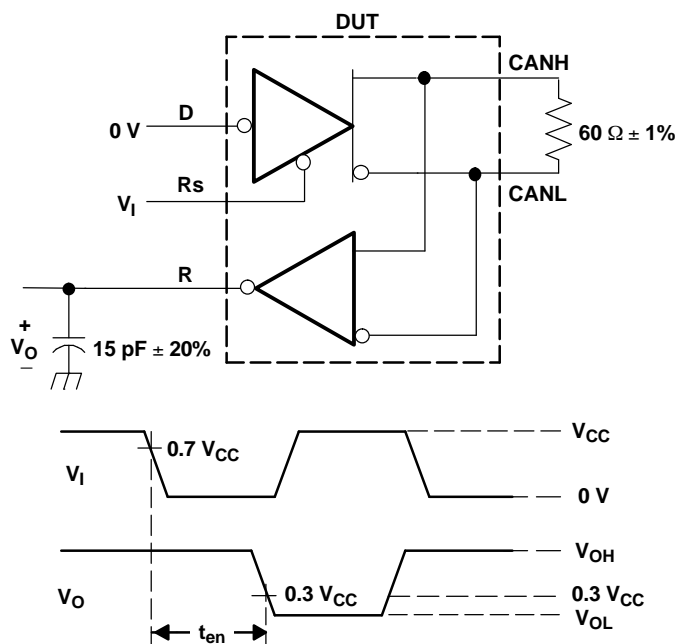 DUT
CANH
D
0 V
60 Ω ± 1%
Rs
V_I
CANL
R
+
V_O
−
15 pF ± 20%
V_CC
0.7 V_CC
V_I
0 V
V_OH
0.3 V_CC
0.3 V_CC
V_O
V_OL
t_en